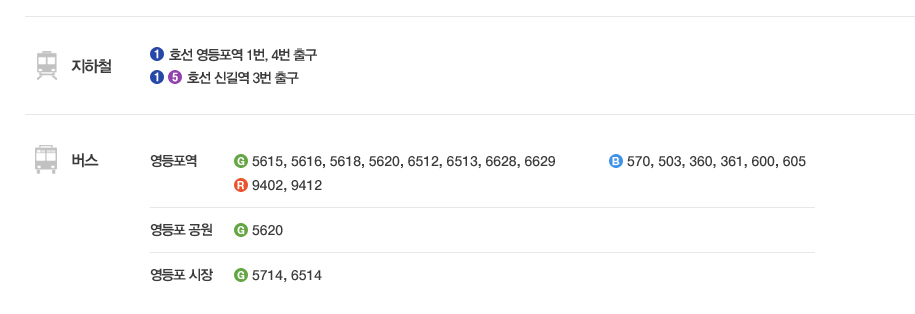 지하철
1 호선 영등포역 1번, 4번 출구
1 5 호선 신길역 3번 출구
버스
영등포역 G 5615, 5616, 5618, 5620, 6512, 6513, 6628, 6629 B 570, 503, 360, 361, 600, 605
R 9402, 9412
영등포 공원 G 5620
영등포 시장 G 5714, 6514